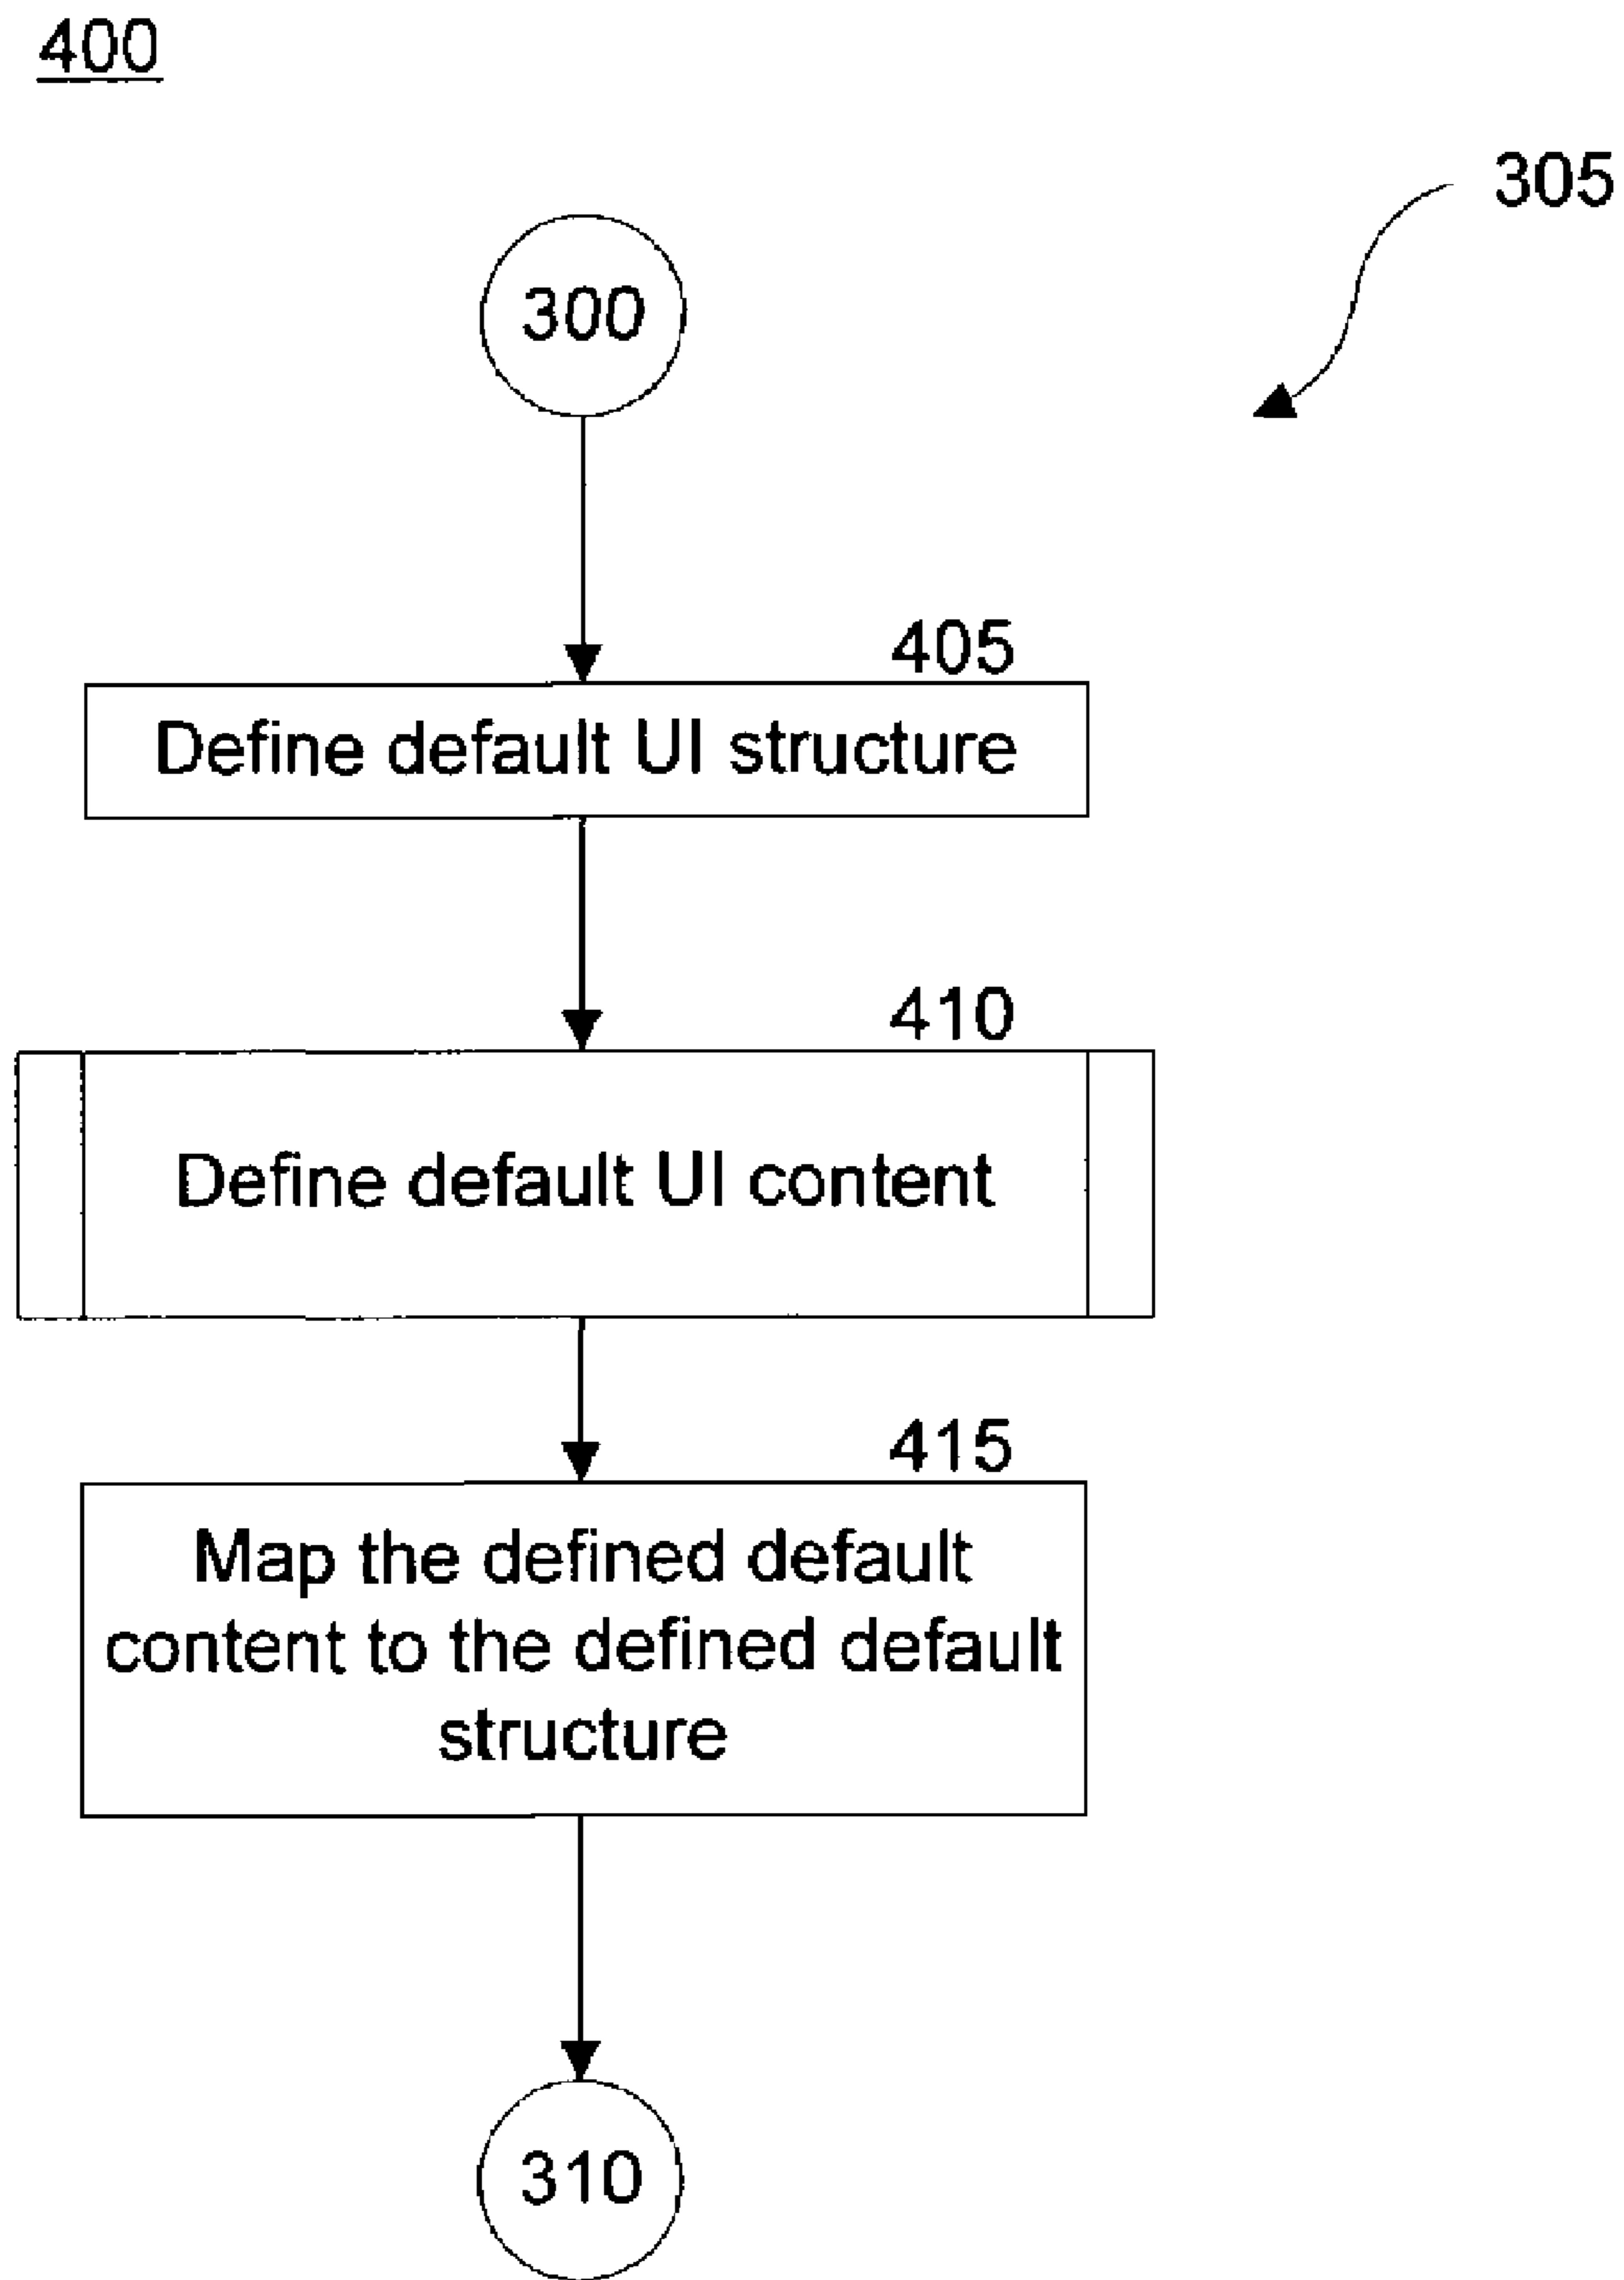 400
305
300
405
Define default UI structure
410
Define default UI content
415
Map the defined default
content to the defined default
structure
310